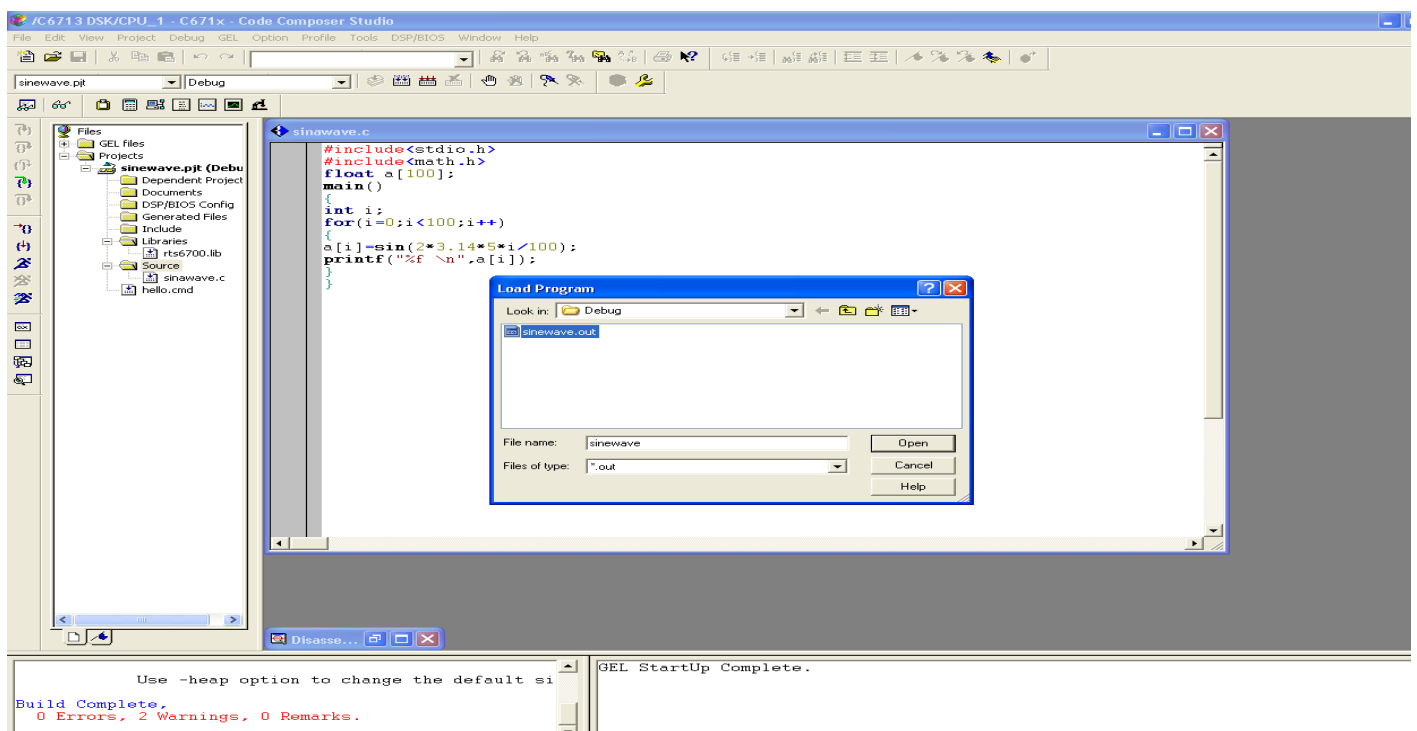 /C6713 DSK/CPU_1 - C671x - Code Composer Studio
File Edit View Project Debug GEL Option Profile Tools DSP/BIOS Window Help
sinewave.pjt Debug
Files
GEL files
Projects
sinewave.pjt (Debu
Dependent Project
Documents
DSP/BIOS Config
Generated Files
Include
Libraries
rts6700.lib
Source
sinawave.c
hello.cmd
sinawave.c
#include<stdio.h>
#include<math.h>
float a[100];
main()
{
int i;
for(i=0;i<100;i++)
{
a[i]=sin(2*3.14*5*i/100);
printf("%f \n",a[i]);
}
}
Load Program
Look in: Debug
sinewave.out
File name: sinewave Open
Files of type: *.out Cancel
Help
Disasse...
Use -heap option to change the default si
Build Complete,
0 Errors, 2 Warnings, 0 Remarks.
GEL StartUp Complete.